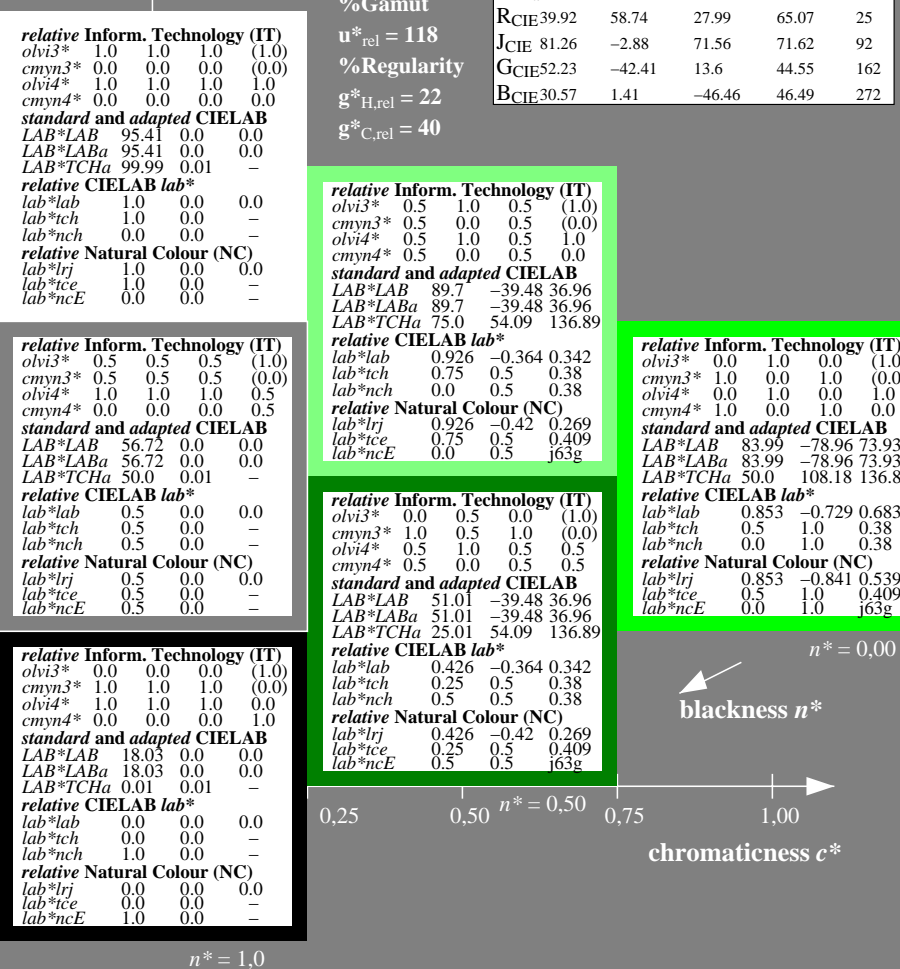 %Gamut
u*rel = 118
%Regularity
g*H,rel = 22
g*C,rel = 40
RCIE 39.92 58.74 27.99 65.07 25
JCIE 81.26 −2.88 71.56 71.62 92
GCIE 52.23 −42.41 13.6 44.55 162
BCIE 30.57 1.41 −46.46 46.49 272
relative Inform. Technology (IT)
olvi3* 1.0 1.0 1.0 (1.0)
cmyn3* 0.0 0.0 0.0 (0.0)
olvi4* 1.0 1.0 1.0 1.0
cmyn4* 0.0 0.0 0.0 0.0
standard and adapted CIELAB
LAB*LAB 95.41 0.0 0.0
LAB*LABa 95.41 0.0 0.0
LAB*TCHa 99.99 0.01 –
relative CIELAB lab*
lab*lab 1.0 0.0 0.0
lab*tch 1.0 0.0 –
lab*nch 0.0 0.0 –
relative Natural Colour (NC)
lab*lrj 1.0 0.0 0.0
lab*tce 1.0 0.0 –
lab*ncE 0.0 0.0 –
relative Inform. Technology (IT)
olvi3* 0.5 1.0 0.5 (1.0)
cmyn3* 0.5 0.0 0.5 (0.0)
olvi4* 0.5 1.0 0.5 1.0
cmyn4* 0.5 0.0 0.5 0.0
standard and adapted CIELAB
LAB*LAB 89.7 −39.48 36.96
LAB*LABa 89.7 −39.48 36.96
LAB*TCHa 75.0 54.09 136.89
relative CIELAB lab*
lab*lab 0.926 −0.364 0.342
lab*tch 0.75 0.5 0.38
lab*nch 0.0 0.5 0.38
relative Natural Colour (NC)
lab*lrj 0.926 −0.42 0.269
lab*tce 0.75 0.5 0.409
lab*ncE 0.0 0.5 j63g
relative Inform. Technology (IT)
olvi3* 0.5 0.5 0.5 (1.0)
cmyn3* 0.5 0.5 0.5 (0.0)
olvi4* 1.0 1.0 1.0 0.5
cmyn4* 0.0 0.0 0.0 0.5
standard and adapted CIELAB
LAB*LAB 56.72 0.0 0.0
LAB*LABa 56.72 0.0 0.0
LAB*TCHa 50.0 0.01 –
relative CIELAB lab*
lab*lab 0.5 0.0 0.0
lab*tch 0.5 0.0 –
lab*nch 0.5 0.0 –
relative Natural Colour (NC)
lab*lrj 0.5 0.0 0.0
lab*tce 0.5 0.0 –
lab*ncE 0.5 0.0 –
relative Inform. Technology (IT)
olvi3* 0.0 1.0 0.0 (1.0
cmyn3* 1.0 0.0 1.0 (0.0
olvi4* 0.0 1.0 0.0 1.0
cmyn4* 1.0 0.0 1.0 0.0
standard and adapted CIELAB
LAB*LAB 83.99 −78.96 73.93
LAB*LABa 83.99 −78.96 73.93
LAB*TCHa 50.0 108.18 136.8
relative CIELAB lab*
lab*lab 0.853 −0.729 0.683
lab*tch 0.5 1.0 0.38
lab*nch 0.0 1.0 0.38
relative Natural Colour (NC)
lab*lrj 0.853 −0.841 0.539
lab*tce 0.5 1.0 0.409
lab*ncE 0.0 1.0 j63g
n* = 0,00
relative Inform. Technology (IT)
olvi3* 0.0 0.5 0.0 (1.0)
cmyn3* 1.0 0.5 1.0 (0.0)
olvi4* 0.5 1.0 0.5 0.5
cmyn4* 0.5 0.0 0.5 0.5
standard and adapted CIELAB
LAB*LAB 51.01 −39.48 36.96
LAB*LABa 51.01 −39.48 36.96
LAB*TCHa 25.01 54.09 136.89
relative CIELAB lab*
lab*lab 0.426 −0.364 0.342
lab*tch 0.25 0.5 0.38
lab*nch 0.5 0.5 0.38
relative Natural Colour (NC)
lab*lrj 0.426 −0.42 0.269
lab*tce 0.25 0.5 0.409
lab*ncE 0.5 0.5 j63g
blackness n*
relative Inform. Technology (IT)
olvi3* 0.0 0.0 0.0 (1.0)
cmyn3* 1.0 1.0 1.0 (0.0)
olvi4* 1.0 1.0 1.0 0.0
cmyn4* 0.0 0.0 0.0 1.0
standard and adapted CIELAB
LAB*LAB 18.03 0.0 0.0
LAB*LABa 18.03 0.0 0.0
LAB*TCHa 0.01 0.01 –
relative CIELAB lab*
lab*lab 0.0 0.0 0.0
lab*tch 0.0 0.0 –
lab*nch 1.0 0.0 –
relative Natural Colour (NC)
lab*lrj 0.0 0.0 0.0
lab*tce 0.0 0.0 –
lab*ncE 1.0 0.0 –
n* = 0,50
0,25 0,50 0,75 1,00
chromaticness c*
n* = 1,0